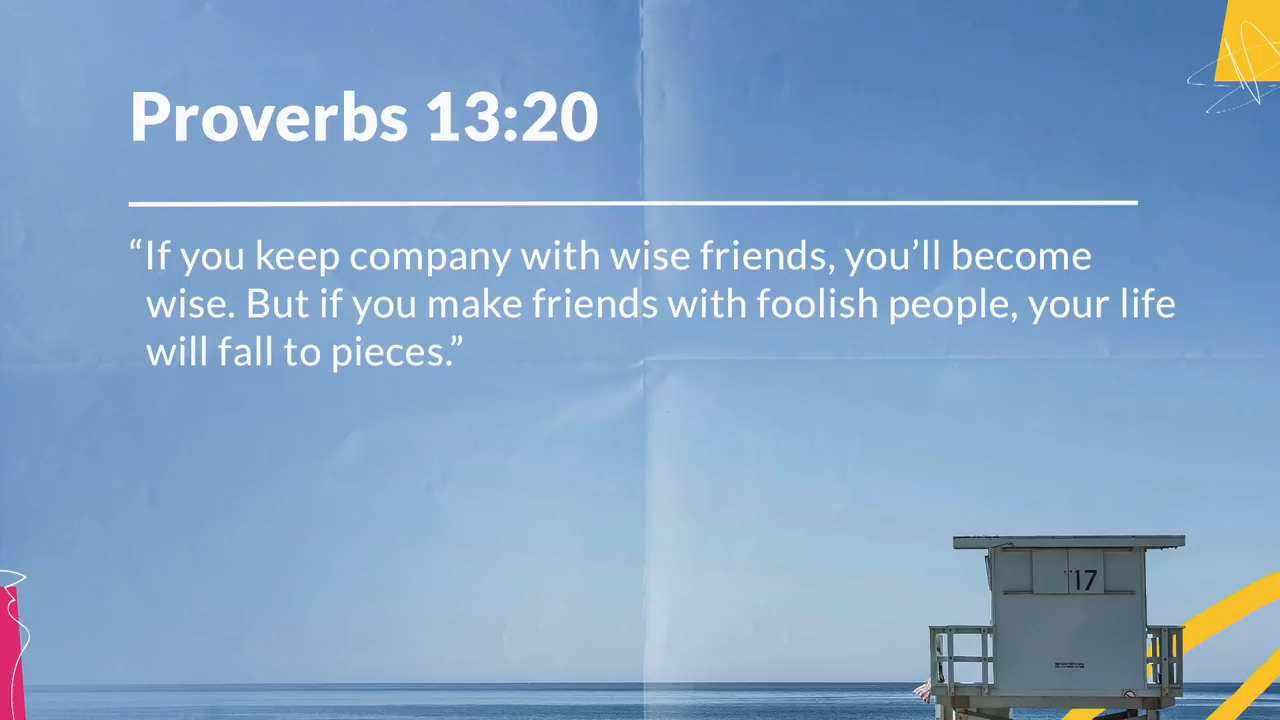 Proverbs 13:20
“If you keep company with wise friends, you’ll become
wise. But if you make friends with foolish people, your life
will fall to pieces.”
17